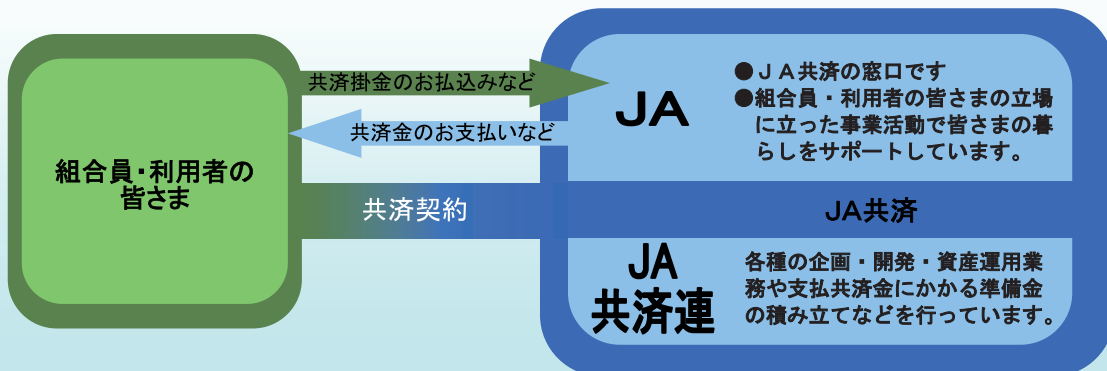 組合員・利用者の
皆さま
共済掛金のお払込みなど
共済金のお支払いなど
共済契約
JA
●JA共済の窓口です
●組合員・利用者の皆さまの立場
に立った事業活動で皆さまの暮
らしをサポートしています。
JA共済
JA
共済連
各種の企画・開発・資産運用業
務や支払共済金にかかる準備金
の積み立てなどを行っています。